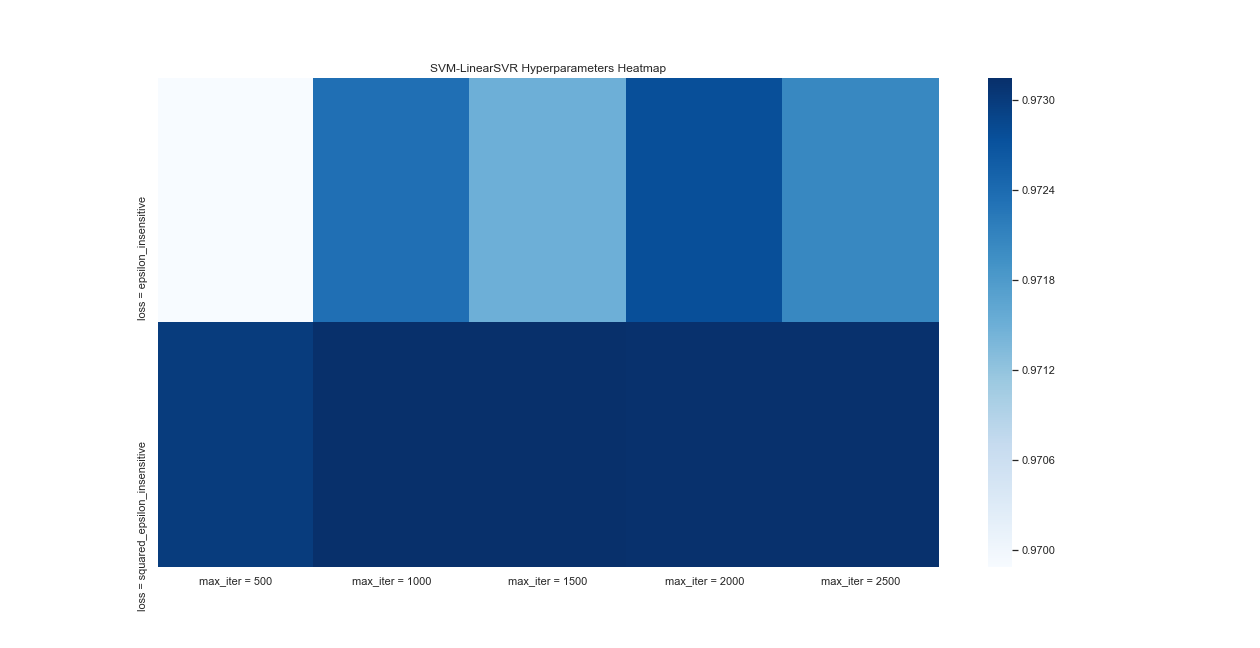 SVM-LinearSVR Hyperparameters Heatmap
loss = epsilon_insensitive
loss = squared_epsilon_insensitive
max_iter = 500
max_iter = 1000
max_iter = 1500
max_iter = 2000
max_iter = 2500
0.9730
0.9724
0.9718
0.9712
0.9706
0.9700